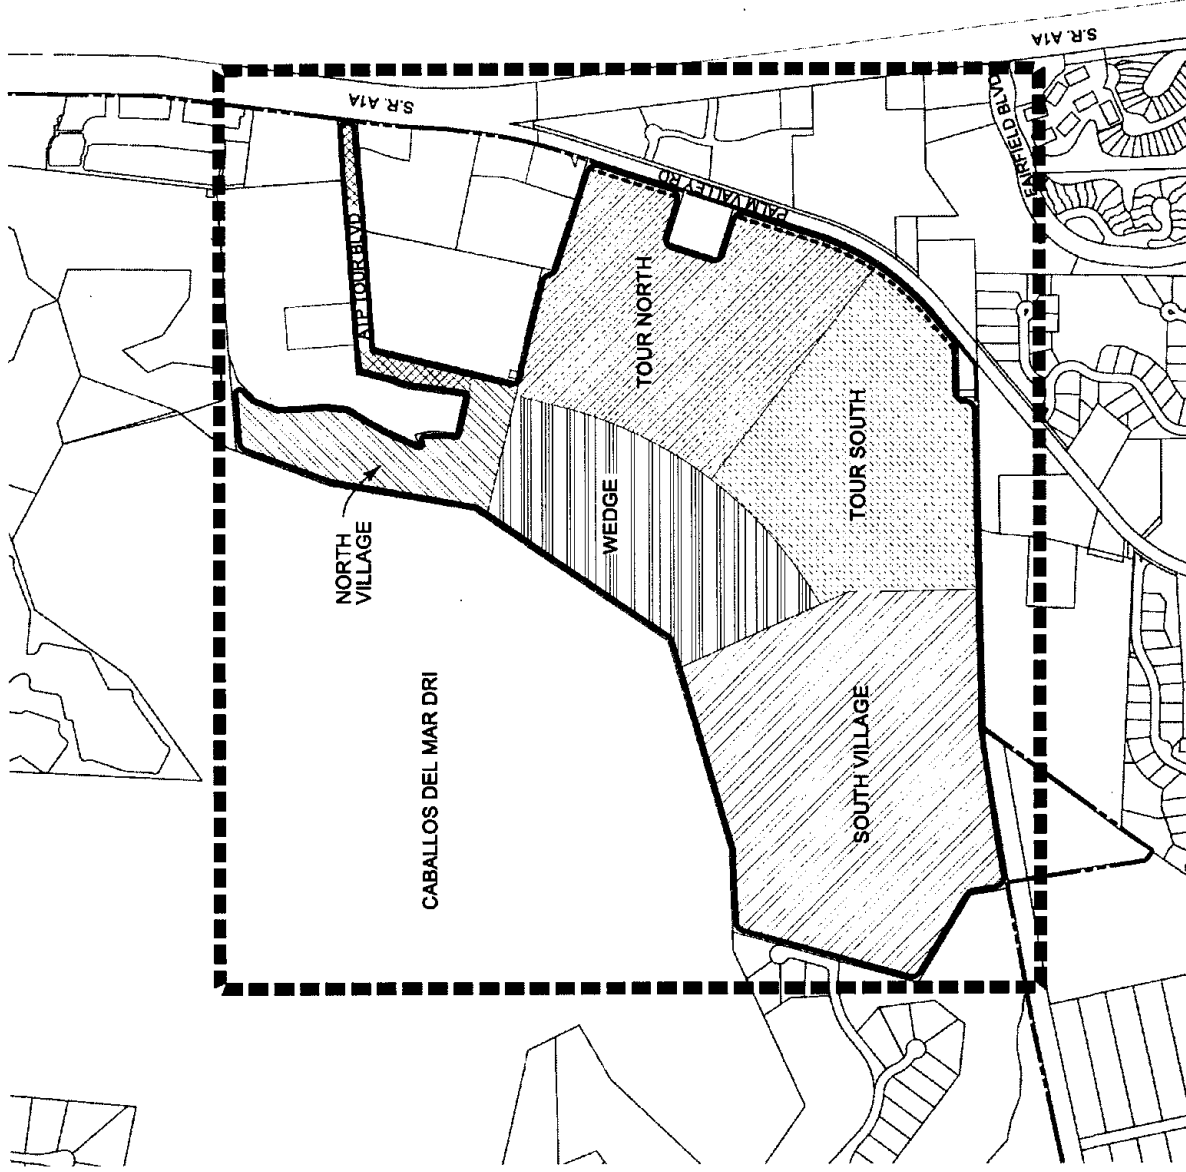 S.R. A1A
S.R. A1A
FAIRFIELD BLVD
PALM VALLEY RD
ATP TOUR BLVD
TOUR NORTH
TOUR SOUTH
WEDGE
NORTH
VILLAGE
SOUTH VILLAGE
CABALLOS DEL MAR DRI